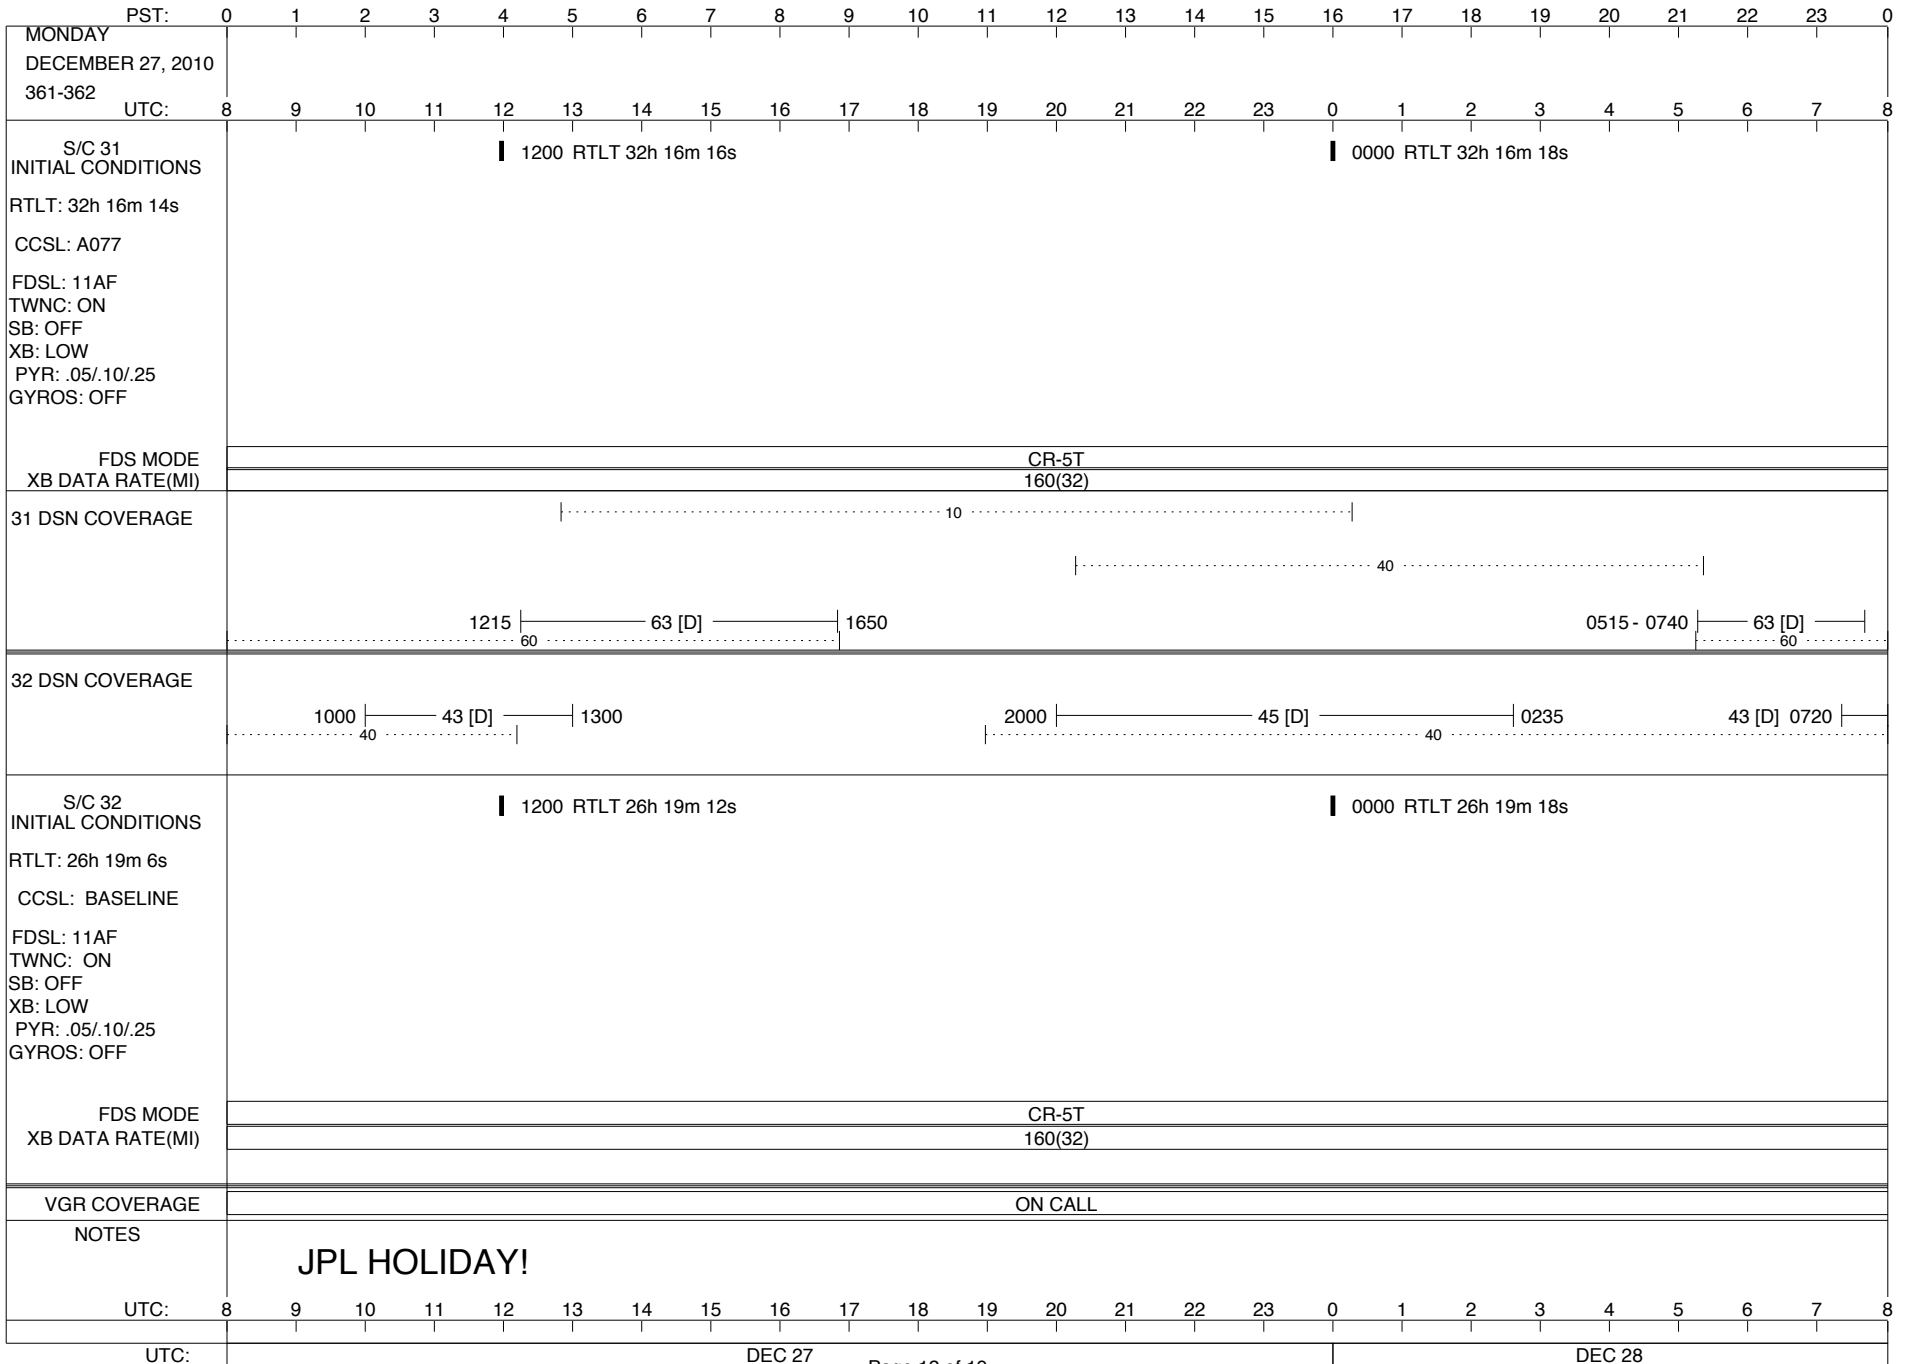 PST: 0 1 2 3 4 5 6 7 8 9 10 11 12 13 14 15 16 17 18 19 20 21 22 23 0
MONDAY
DECEMBER 27, 2010
361-362
UTC: 8 9 10 11 12 13 14 15 16 17 18 19 20 21 22 23 0 1 2 3 4 5 6 7 8
S/C 31
INITIAL CONDITIONS
1200 RTLT 32h 16m 16s
0000 RTLT 32h 16m 18s
RTLT: 32h 16m 14s
CCSL: A077
FDSL: 11AF
TWNC: ON
SB: OFF
XB: LOW
PYR: .05/.10/.25
GYROS: OFF
FDS MODE CR-5T
XB DATA RATE(MI) 160(32)
31 DSN COVERAGE
10
40
1215 63 [D] 1650
0515 - 0740 63 [D]
60
60
32 DSN COVERAGE
1000 43 [D] 1300
2000 45 [D] 0235
43 [D] 0720
40
40
S/C 32
INITIAL CONDITIONS
1200 RTLT 26h 19m 12s
0000 RTLT 26h 19m 18s
RTLT: 26h 19m 6s
CCSL: BASELINE
FDSL: 11AF
TWNC: ON
SB: OFF
XB: LOW
PYR: .05/.10/.25
GYROS: OFF
FDS MODE CR-5T
XB DATA RATE(MI) 160(32)
VGR COVERAGE ON CALL
NOTES
JPL HOLIDAY!
UTC: 8 9 10 11 12 13 14 15 16 17 18 19 20 21 22 23 0 1 2 3 4 5 6 7 8
UTC: DEC 27 DEC 28